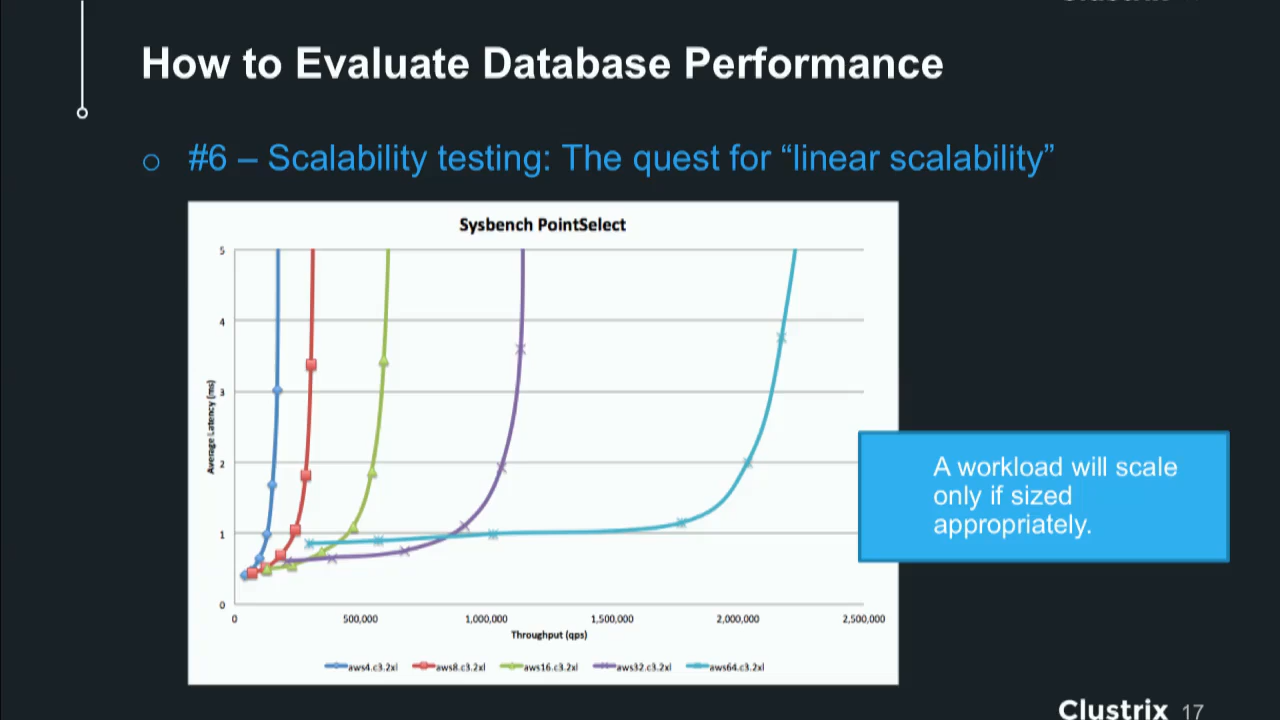 How to Evaluate Database Performance
#6 – Scalability testing: The quest for “linear scalability”
Sysbench PointSelect
5
4
3
2
1
0
Average Latency (ms)
0 500,000 1,000,000 1,500,000 2,000,000 2,500,000
Throughput (qps)
aws4.c3.2xl aws8.c3.2xl aws16.c3.2xl aws32.c3.2xl aws64.c3.2xl
A workload will scale
only if sized
appropriately.
Clustrix 17